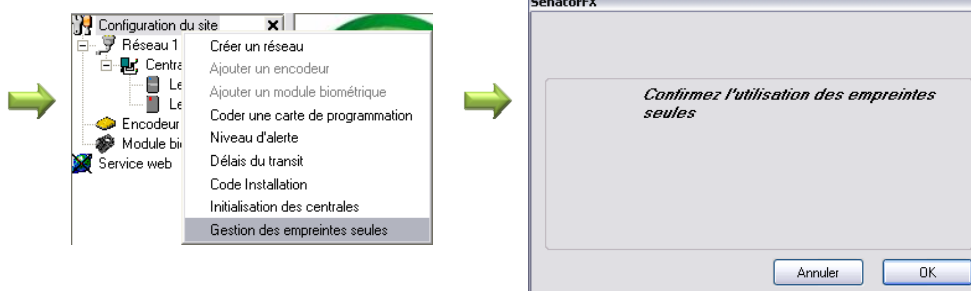 Configuration du site
Réseau 1
Centra
Le
Le
Encodeur
Module bi
Service web
Créer un réseau
Ajouter un encodeur
Ajouter un module biométrique
Coder une carte de programmation
Niveau d'alerte
Délais du transit
Code Installation
Initialisation des centrales
Gestion des empreintes seules
SenatorFX
Confirmez l'utilisation des empreintes
seules
Annuler
OK